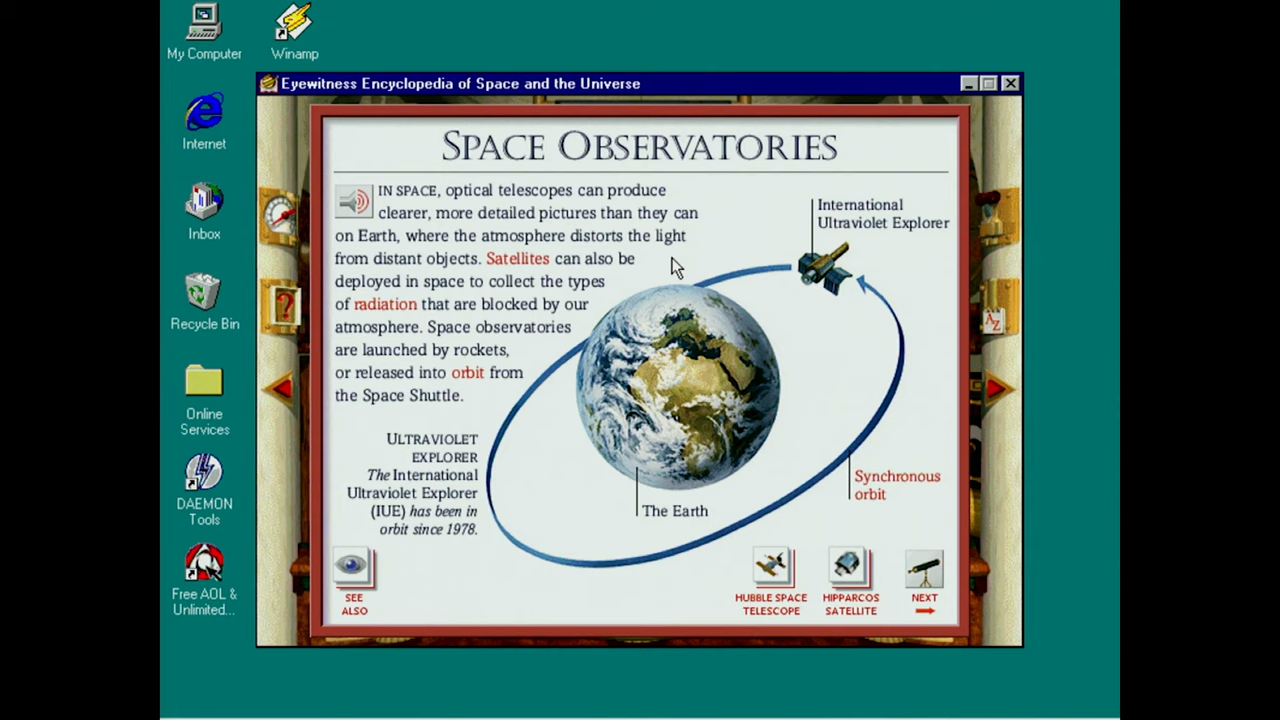 My Computer
Winamp
Internet
Inbox
Recycle Bin
Online
Services
DAEMON
Tools
Free AOL &
Unlimited...
Eyewitness Encyclopedia of Space and the Universe
SPACE OBSERVATORIES
IN SPACE, optical telescopes can produce
clearer, more detailed pictures than they can
on Earth, where the atmosphere distorts the light
from distant objects. Satellites can also be
deployed in space to collect the types
of radiation that are blocked by our
atmosphere. Space observatories
are launched by rockets,
or released into orbit from
the Space Shuttle.
International
Ultraviolet Explorer
ULTRAVIOLET
EXPLORER
The International
Ultraviolet Explorer
(IUE) has been in
orbit since 1978.
The Earth
Synchronous
orbit
SEE
ALSO
HUBBLE SPACE
TELESCOPE
HIPPARCOS
SATELLITE
NEXT
?
A
Z